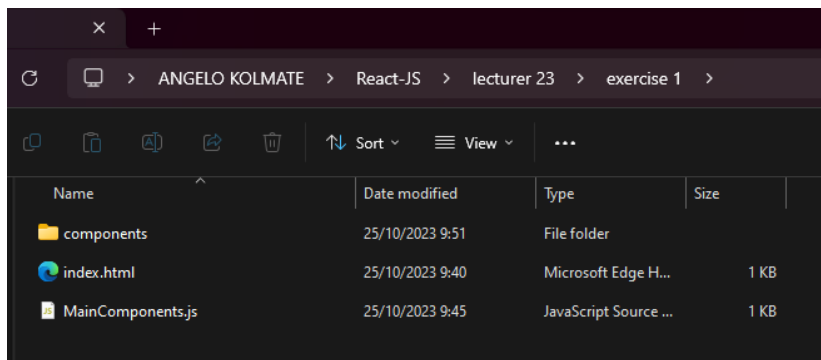 ANGELO KOLMATE > React-JS > lecturer 23 > exercise 1 >
Sort View ...
Name Date modified Type Size
components 25/10/2023 9:51 File folder
index.html 25/10/2023 9:40 Microsoft Edge H... 1 KB
MainComponents.js 25/10/2023 9:45 JavaScript Source ... 1 KB